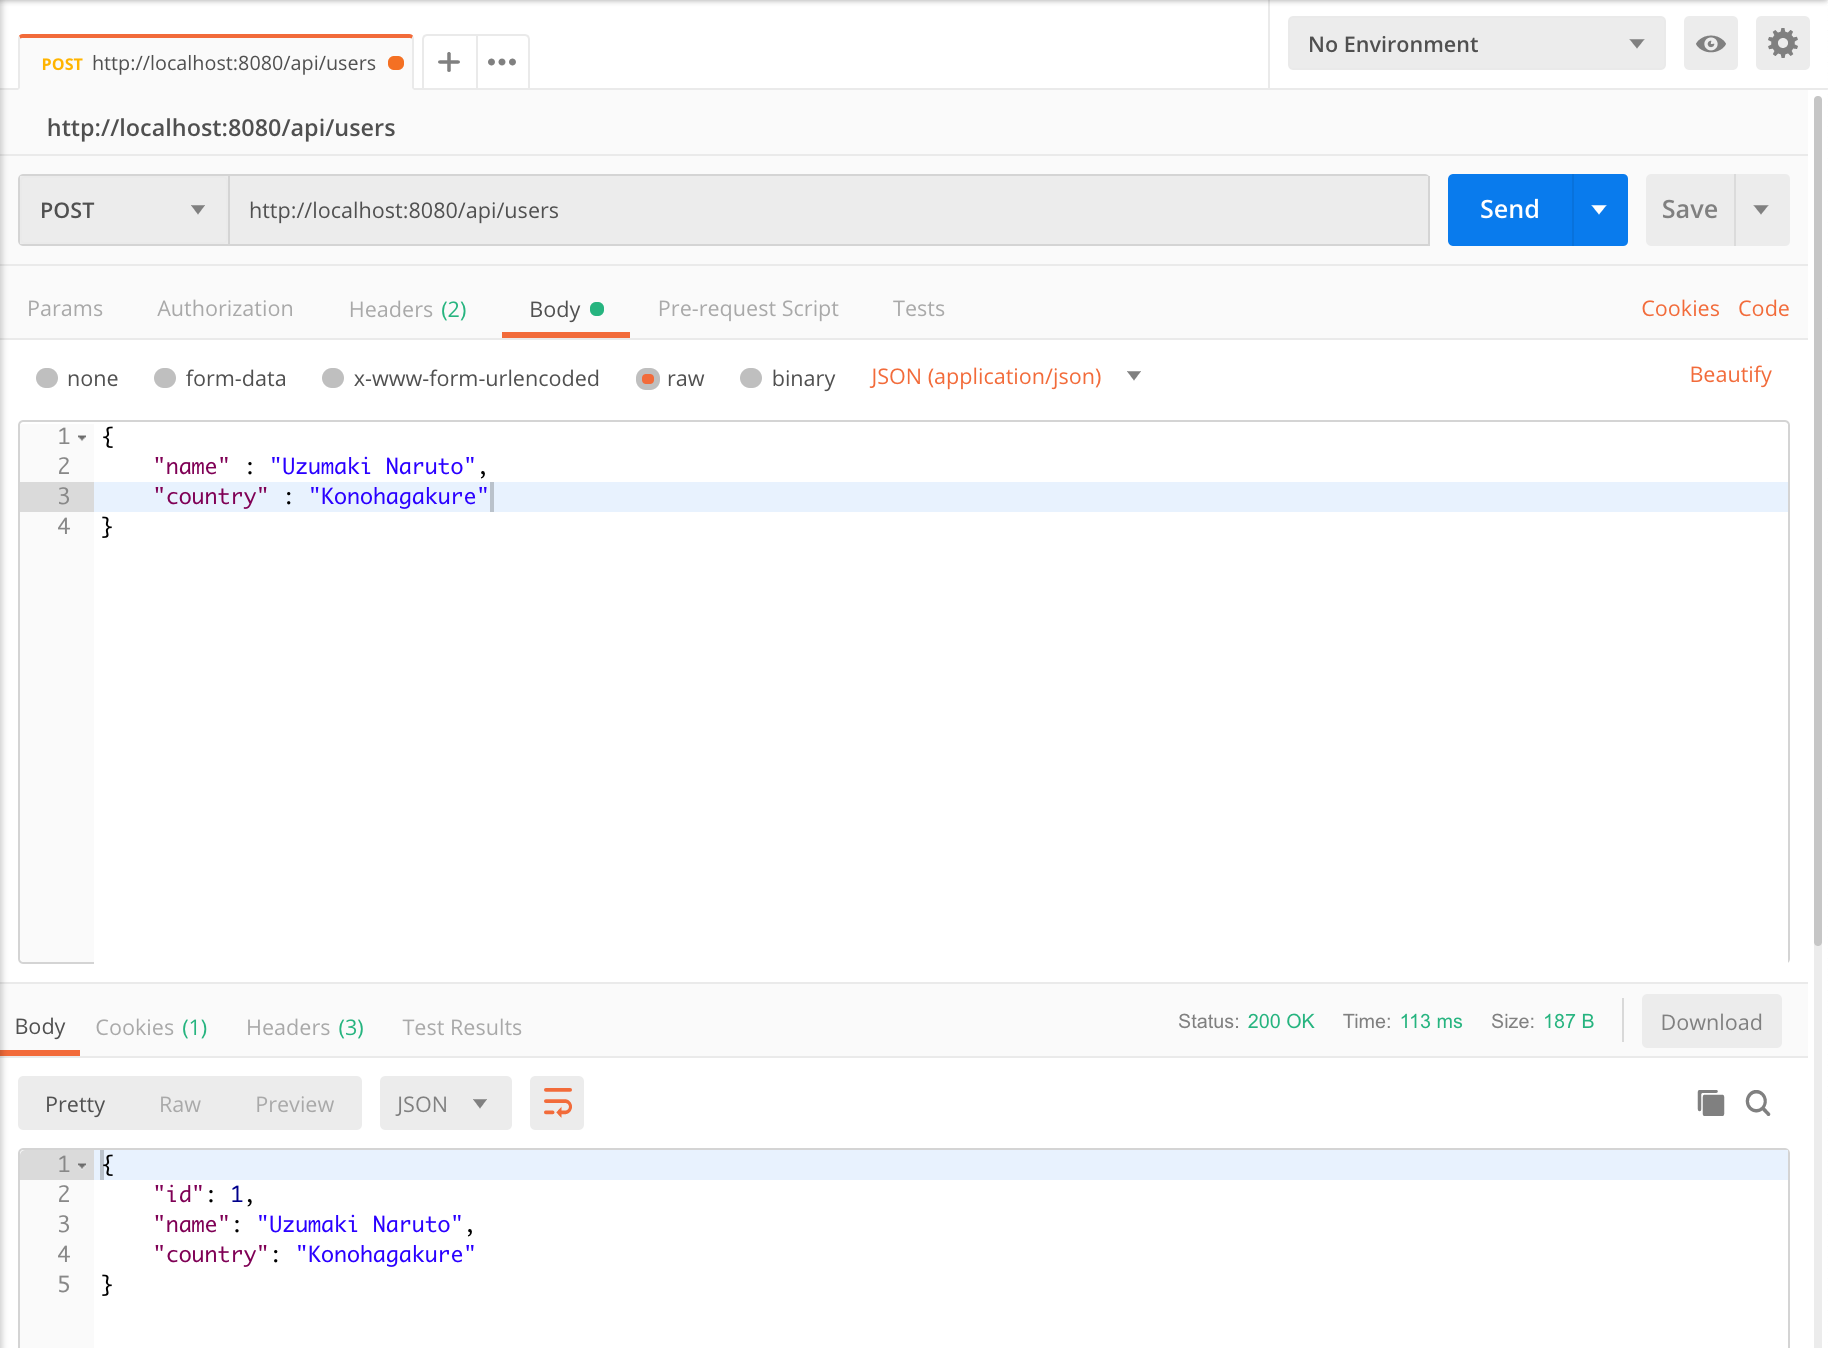 POST http://localhost:8080/api/users
No Environment
http://localhost:8080/api/users
POST http://localhost:8080/api/users Send Save
Params Authorization Headers (2) Body Pre-request Script Tests Cookies Code
none form-data x-www-form-urlencoded raw binary JSON (application/json) Beautify
1 {
2 "name" : "Uzumaki Naruto",
3 "country" : "Konohagakure"
4 }
Body Cookies (1) Headers (3) Test Results Status: 200 OK Time: 113 ms Size: 187 B Download
Pretty Raw Preview JSON
1 {
2 "id": 1,
3 "name": "Uzumaki Naruto",
4 "country": "Konohagakure"
5 }